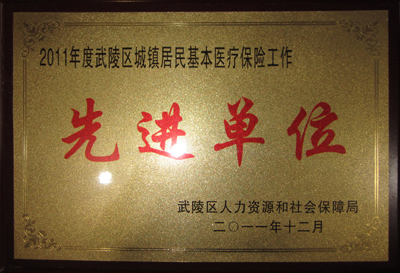 2011年度武陵区城镇居民基本医疗保险工作
先进单位
武陵区人力资源和社会保障局
二〇一一年十二月